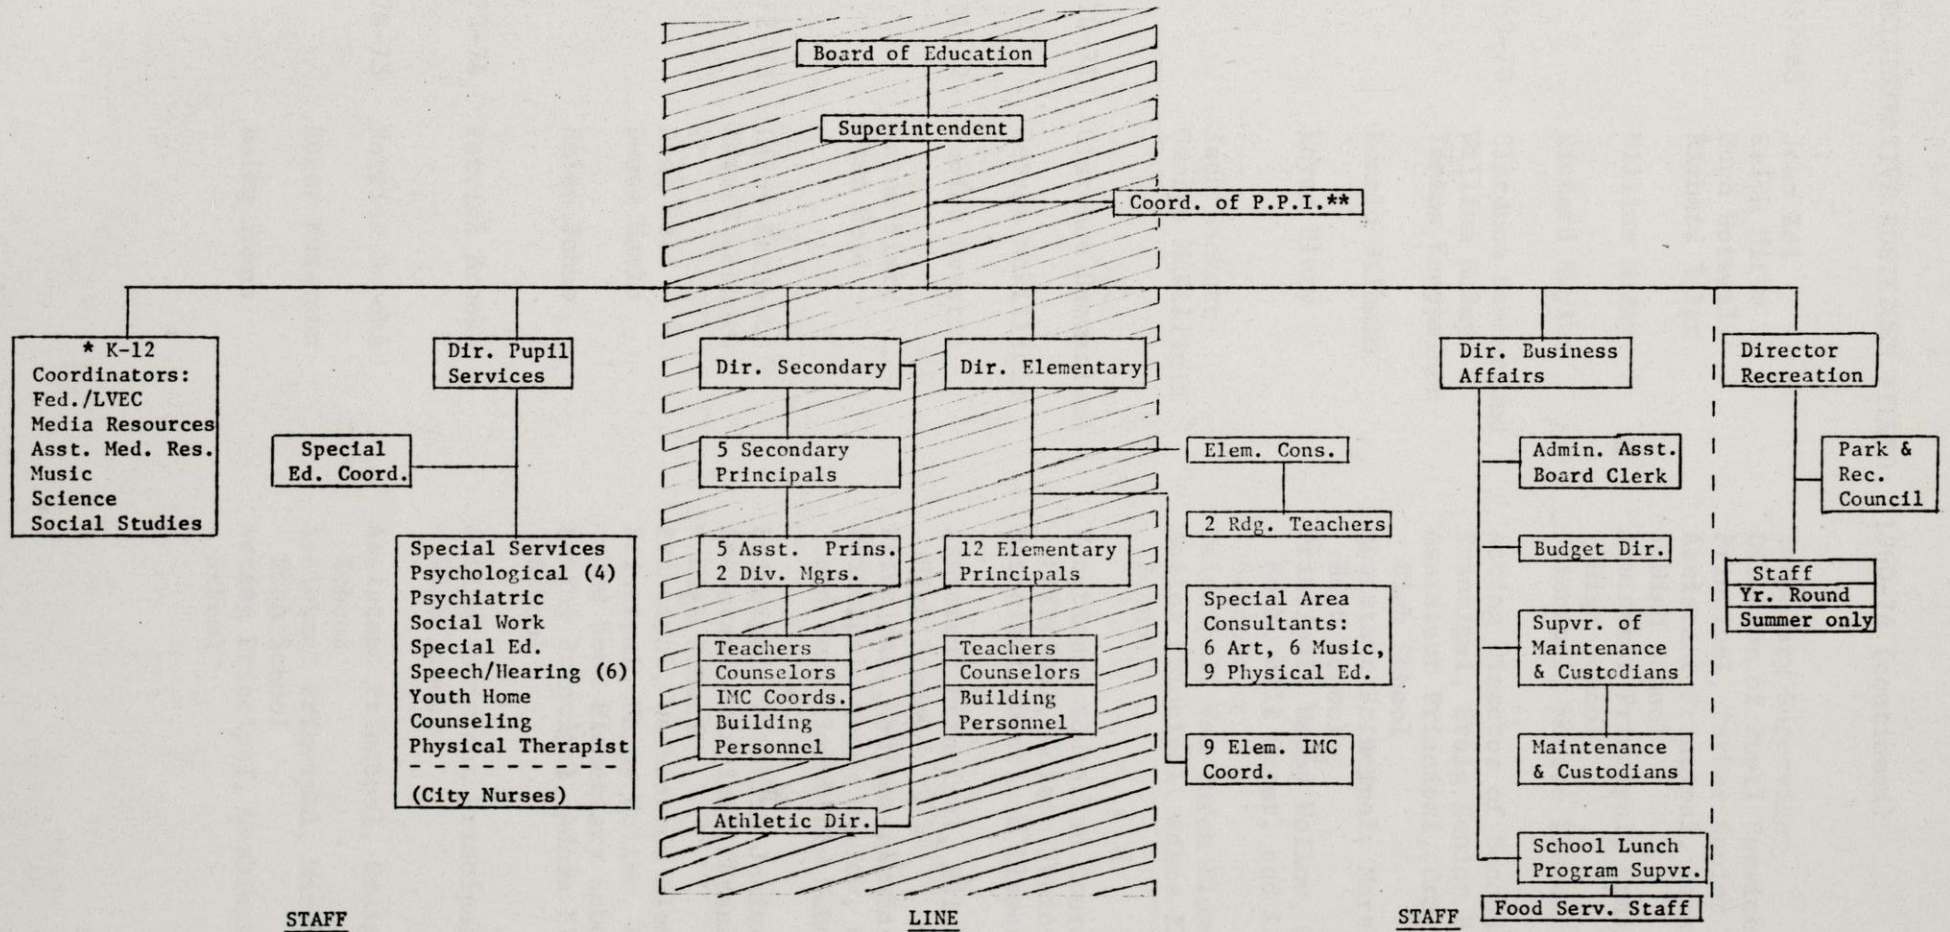 Board of Education
Superintendent
Coord. of P.P.I.**
* K-12
Coordinators:
Fed./LVEC
Media Resources
Asst. Med. Res.
Music
Science
Social Studies
Dir. Pupil
Services
Special
Ed. Coord.
Special Services
Psychological (4)
Psychiatric
Social Work
Special Ed.
Speech/Hearing (6)
Youth Home
Counseling
Physical Therapist
- - - - - - - - -
(City Nurses)
Dir. Secondary
5 Secondary
Principals
5 Asst. Prins.
2 Div. Mgrs.
Teachers
Counselors
IMC Coords.
Building
Personnel
Athletic Dir.
Dir. Elementary
12 Elementary
Principals
Teachers
Counselors
Building
Personnel
Elem. Cons.
2 Rdg. Teachers
Special Area
Consultants:
6 Art, 6 Music,
9 Physical Ed.
9 Elem. IMC
Coord.
Dir. Business
Affairs
Admin. Asst.
Board Clerk
Budget Dir.
Supvr. of
Maintenance
& Custodians
Maintenance
& Custodians
School Lunch
Program Supvr.
Food Serv. Staff
Director
Recreation
Park &
Rec.
Council
Staff
Yr. Round
Summer only
STAFF
LINE
STAFF